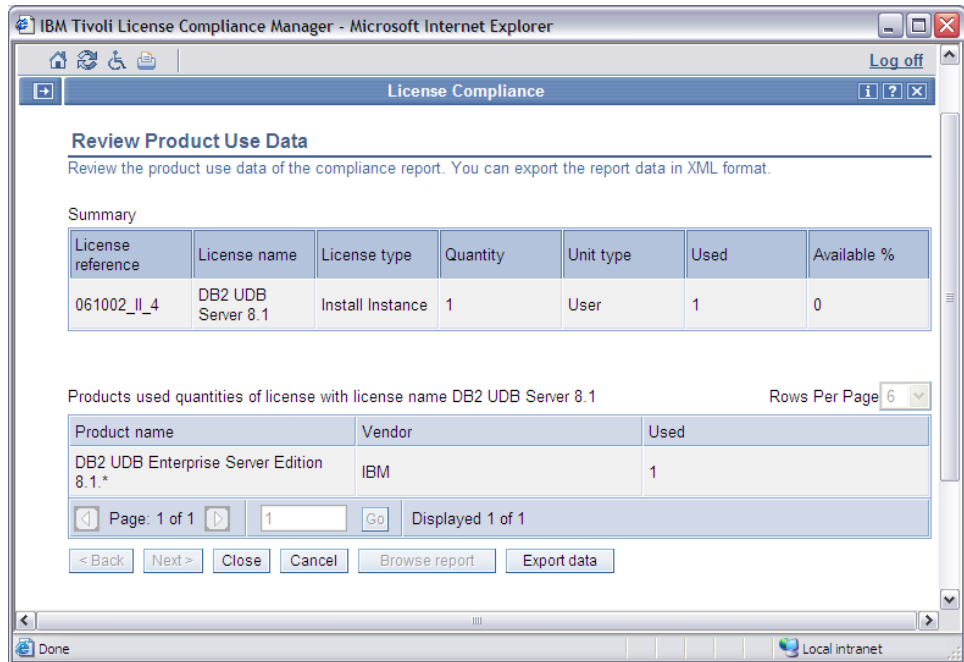 IBM Tivoli License Compliance Manager - Microsoft Internet Explorer
Log off
License Compliance
i ?
Review Product Use Data
Review the product use data of the compliance report. You can export the report data in XML format.
Summary
License reference License name License type Quantity Unit type Used Available %
061002_II_4 DB2 UDB Server 8.1 Install Instance 1 User 1 0
Products used quantities of license with license name DB2 UDB Server 8.1 Rows Per Page 6
Product name Vendor Used
DB2 UDB Enterprise Server Edition 8.1.* IBM 1
Page: 1 of 1 1 Go Displayed 1 of 1
< Back Next > Close Cancel Browse report Export data
Done Local intranet